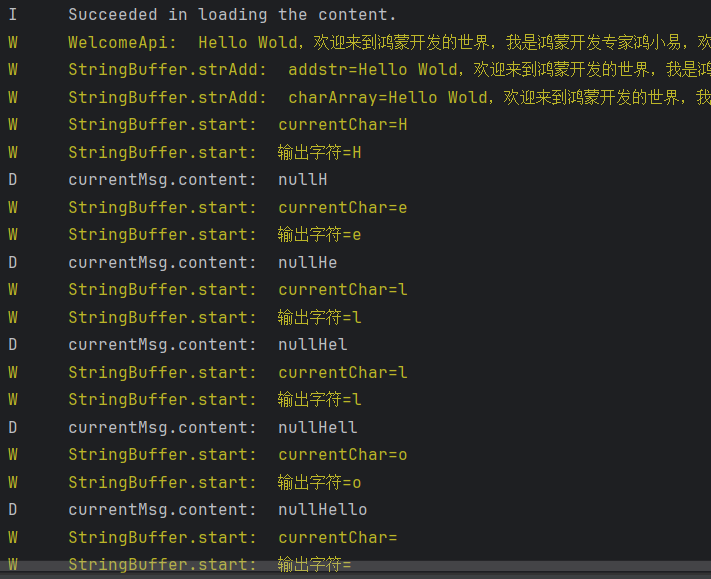 I Succeeded in loading the content.
W WelcomeApi: Hello Wold，欢迎来到鸿蒙开发的世界，我是鸿蒙开发专家鸿小易，欢
W StringBuffer.strAdd: addstr=Hello Wold，欢迎来到鸿蒙开发的世界，我是鸿
W StringBuffer.strAdd: charArray=Hello Wold，欢迎来到鸿蒙开发的世界，我
W StringBuffer.start: currentChar=H
W StringBuffer.start: 输出字符=H
D currentMsg.content: nullH
W StringBuffer.start: currentChar=e
W StringBuffer.start: 输出字符=e
D currentMsg.content: nullHe
W StringBuffer.start: currentChar=l
W StringBuffer.start: 输出字符=l
D currentMsg.content: nullHel
W StringBuffer.start: currentChar=l
W StringBuffer.start: 输出字符=l
D currentMsg.content: nullHell
W StringBuffer.start: currentChar=o
W StringBuffer.start: 输出字符=o
D currentMsg.content: nullHello
W StringBuffer.start: currentChar=
W StringBuffer.start: 输出字符=